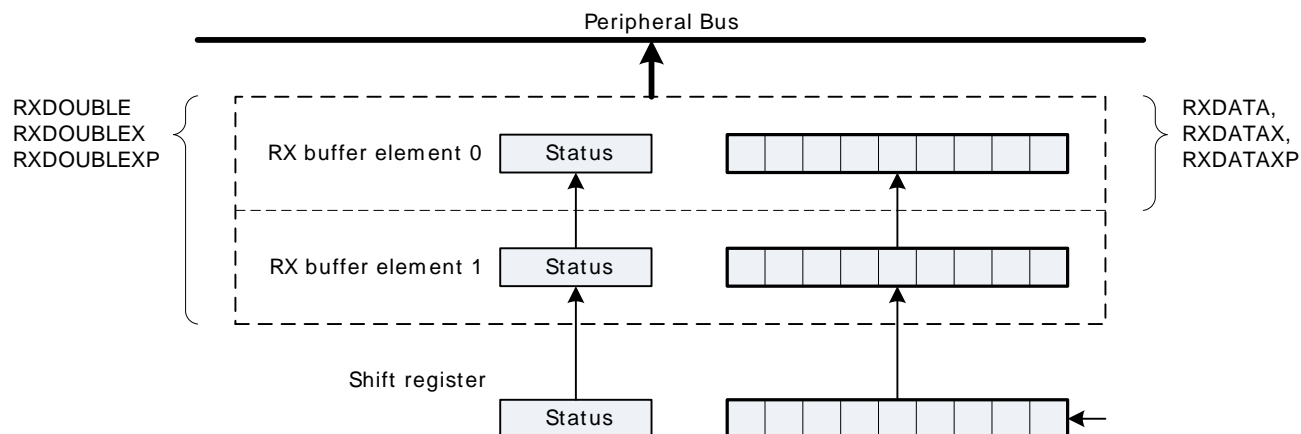 Peripheral Bus
RXDOUBLE
RXDOUBLEX
RXDOUBLEXP
RXDATA,
RXDATAX,
RXDATAXP
RX buffer element 0
Status
RX buffer element 1
Status
Shift register
Status